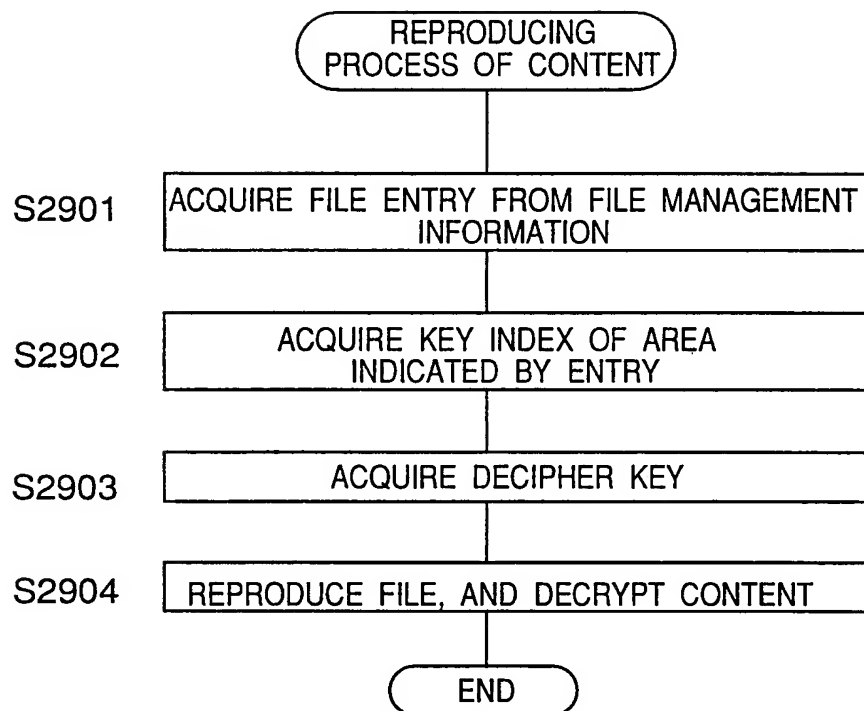 REPRODUCING
PROCESS OF CONTENT
S2901
ACQUIRE FILE ENTRY FROM FILE MANAGEMENT
INFORMATION
S2902
ACQUIRE KEY INDEX OF AREA
INDICATED BY ENTRY
S2903
ACQUIRE DECIPHER KEY
S2904
REPRODUCE FILE, AND DECRYPT CONTENT
END